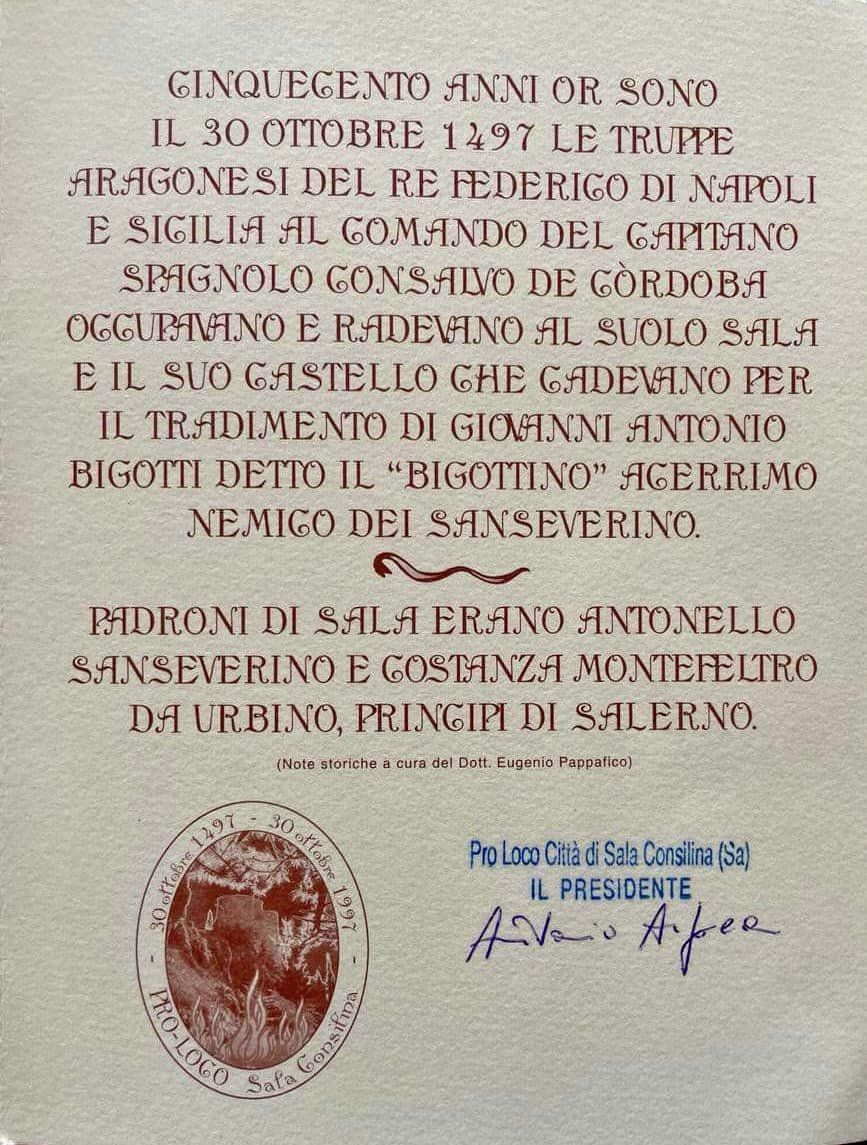 CINQUECENTO ANNI OR SONO
IL 30 OTTOBRE 1497 LE TRUPPE
ARAGONESI DEL RE FEDERICO DI NAPOLI
E SICILIA AL COMANDO DEL CAPITANO
SPAGNOLO CONSALVO DE CÒRDOBA
OCCUPAVANO E RADEVANO AL SUOLO SALA
E IL SUO CASTELLO CHE CADEVANO PER
IL TRADIMENTO DI GIOVANNI ANTONIO
BIGOTTI DETTO IL “BIGOTTINO” ACERRIMO
NEMICO DEI SANSEVERINO.
PADRONI DI SALA ERANO ANTONELLO
SANSEVERINO E COSTANZA MONTEFELTRO
DA URBINO, PRINCIPI DI SALERNO.
(Note storiche a cura del Dott. Eugenio Pappafico)
- 30 ottobre 1497 - 30 ottobre 1997 -
PRO-LOCO Sala Consilina
Pro Loco Città di Sala Consilina (Sa)
IL PRESIDENTE